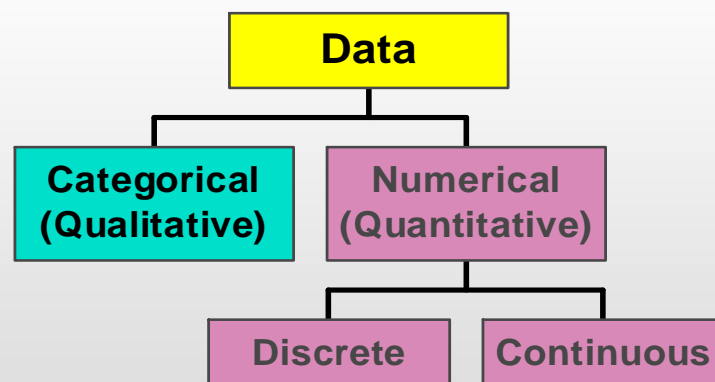 Data
Categorical
(Qualitative)
Numerical
(Quantitative)
Discrete
Continuous